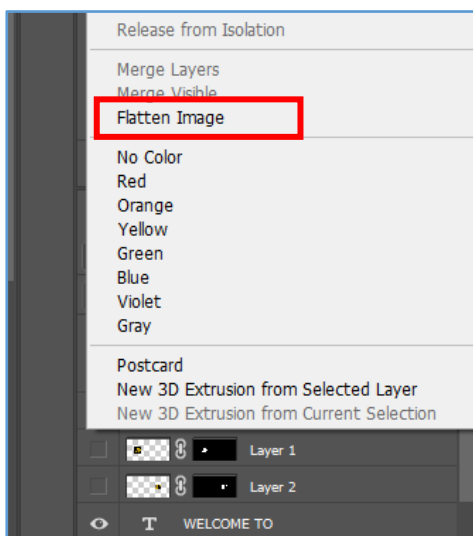 Release from Isolation
Merge Layers
Merge Visible
Flatten Image
No Color
Red
Orange
Yellow
Green
Blue
Violet
Gray
Postcard
New 3D Extrusion from Selected Layer
New 3D Extrusion from Current Selection
Layer 1
Layer 2
T WELCOME TO